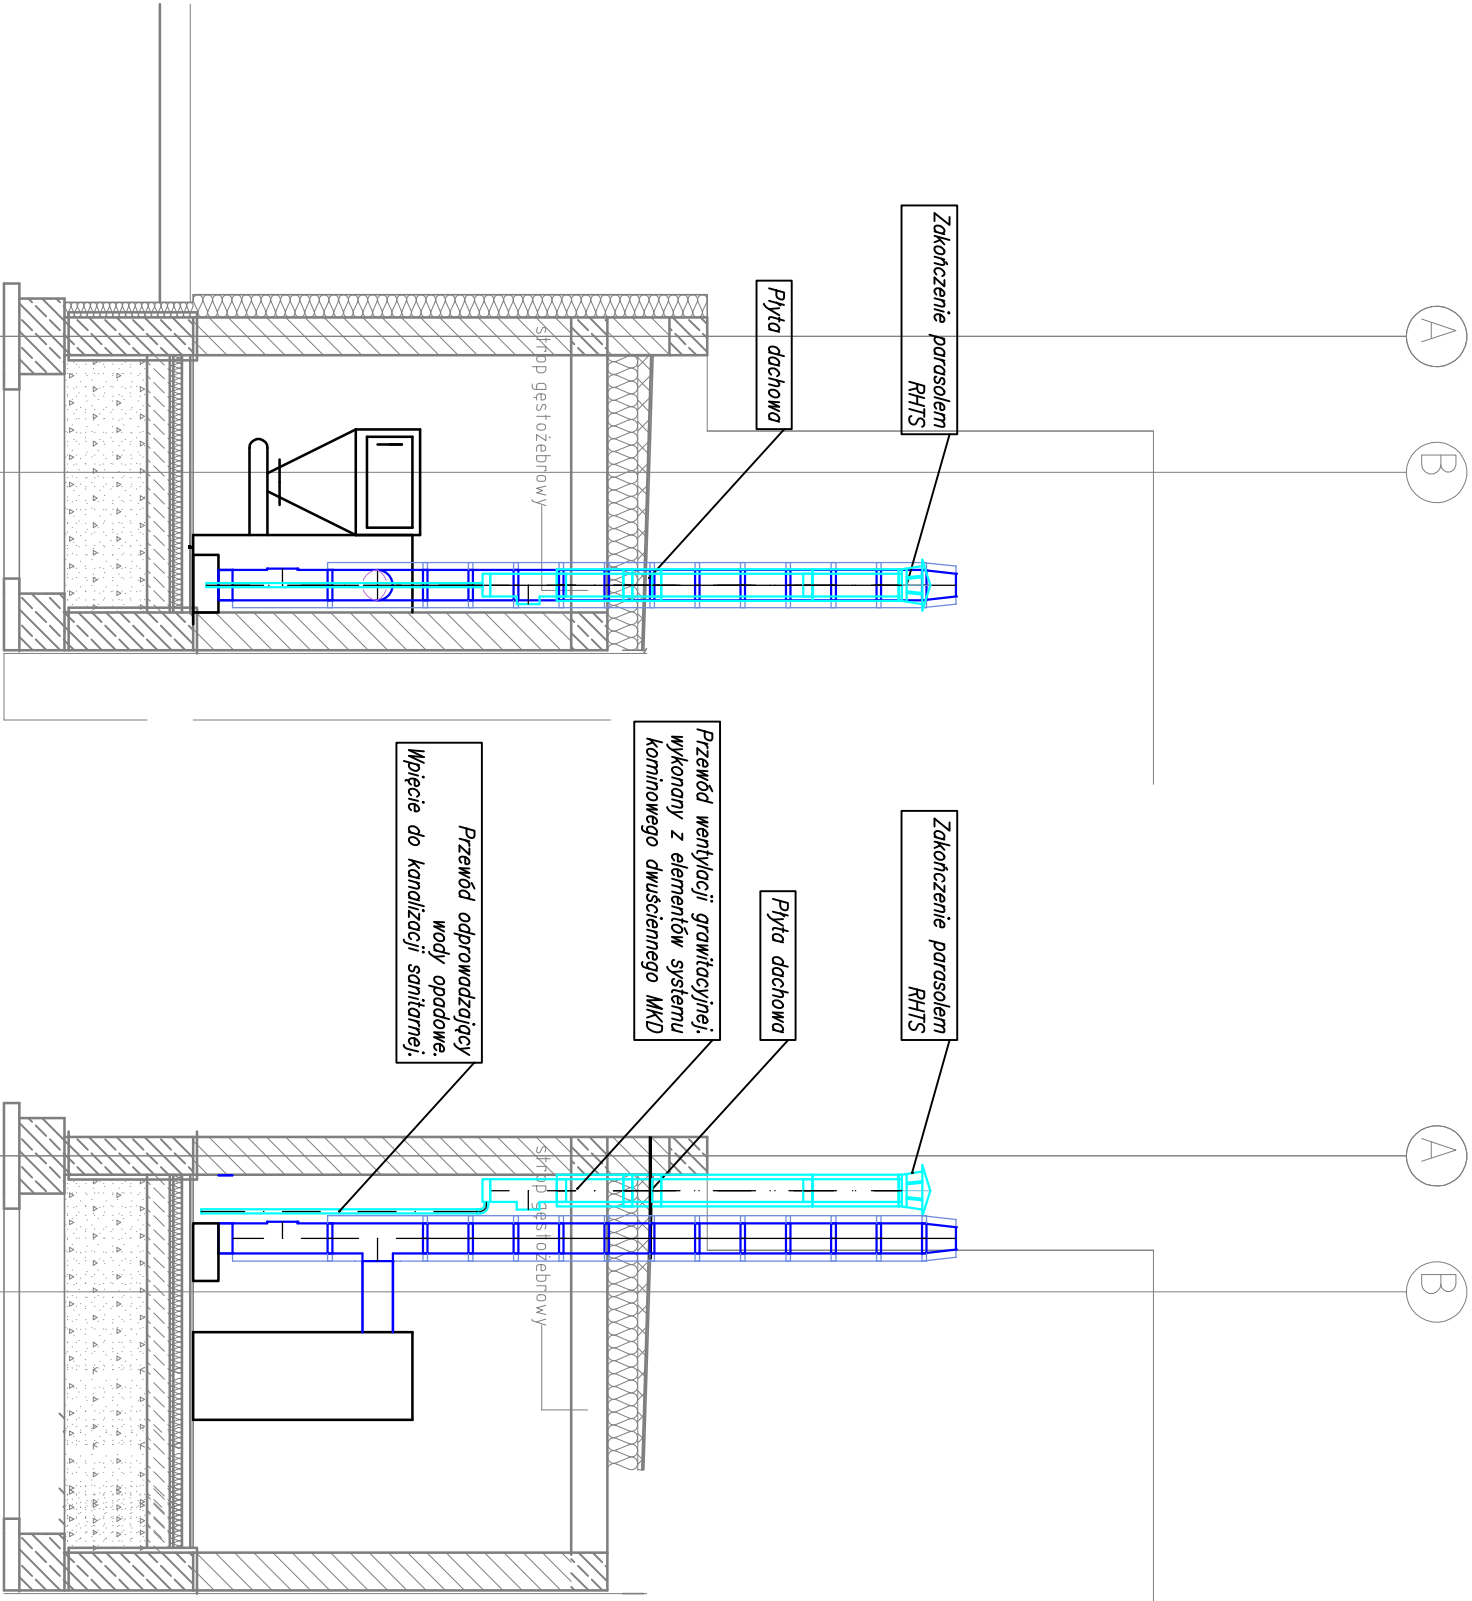 A
B
Zakończenie parasolem
RHTS
Płyta dachowa
strop gęstożebrowy
A
B
Zakończenie parasolem
RHTS
Płyta dachowa
Przewód wentylacji grawitacyjnej.
wykonany z elementów systemu
kominowego dwuściennego MKD
strop gęstożebrowy
Przewód odprowadzający
wody opadowe.
Wpięcie do kanalizacji sanitarnej.